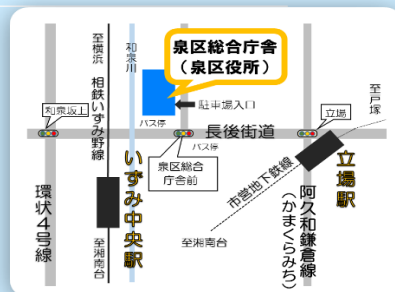 至横浜
相鉄いずみ野線
和泉川
泉区総合庁舎
（泉区役所）
駐車場入口
至戸塚
和泉坂上
バス停
長後街道
立場
バス停
泉区総合
庁舎前
環状4号線
いずみ中央駅
市営地下鉄線
立場駅
阿久和鎌倉線
（かまくらみち）
至湘南台
至湘南台